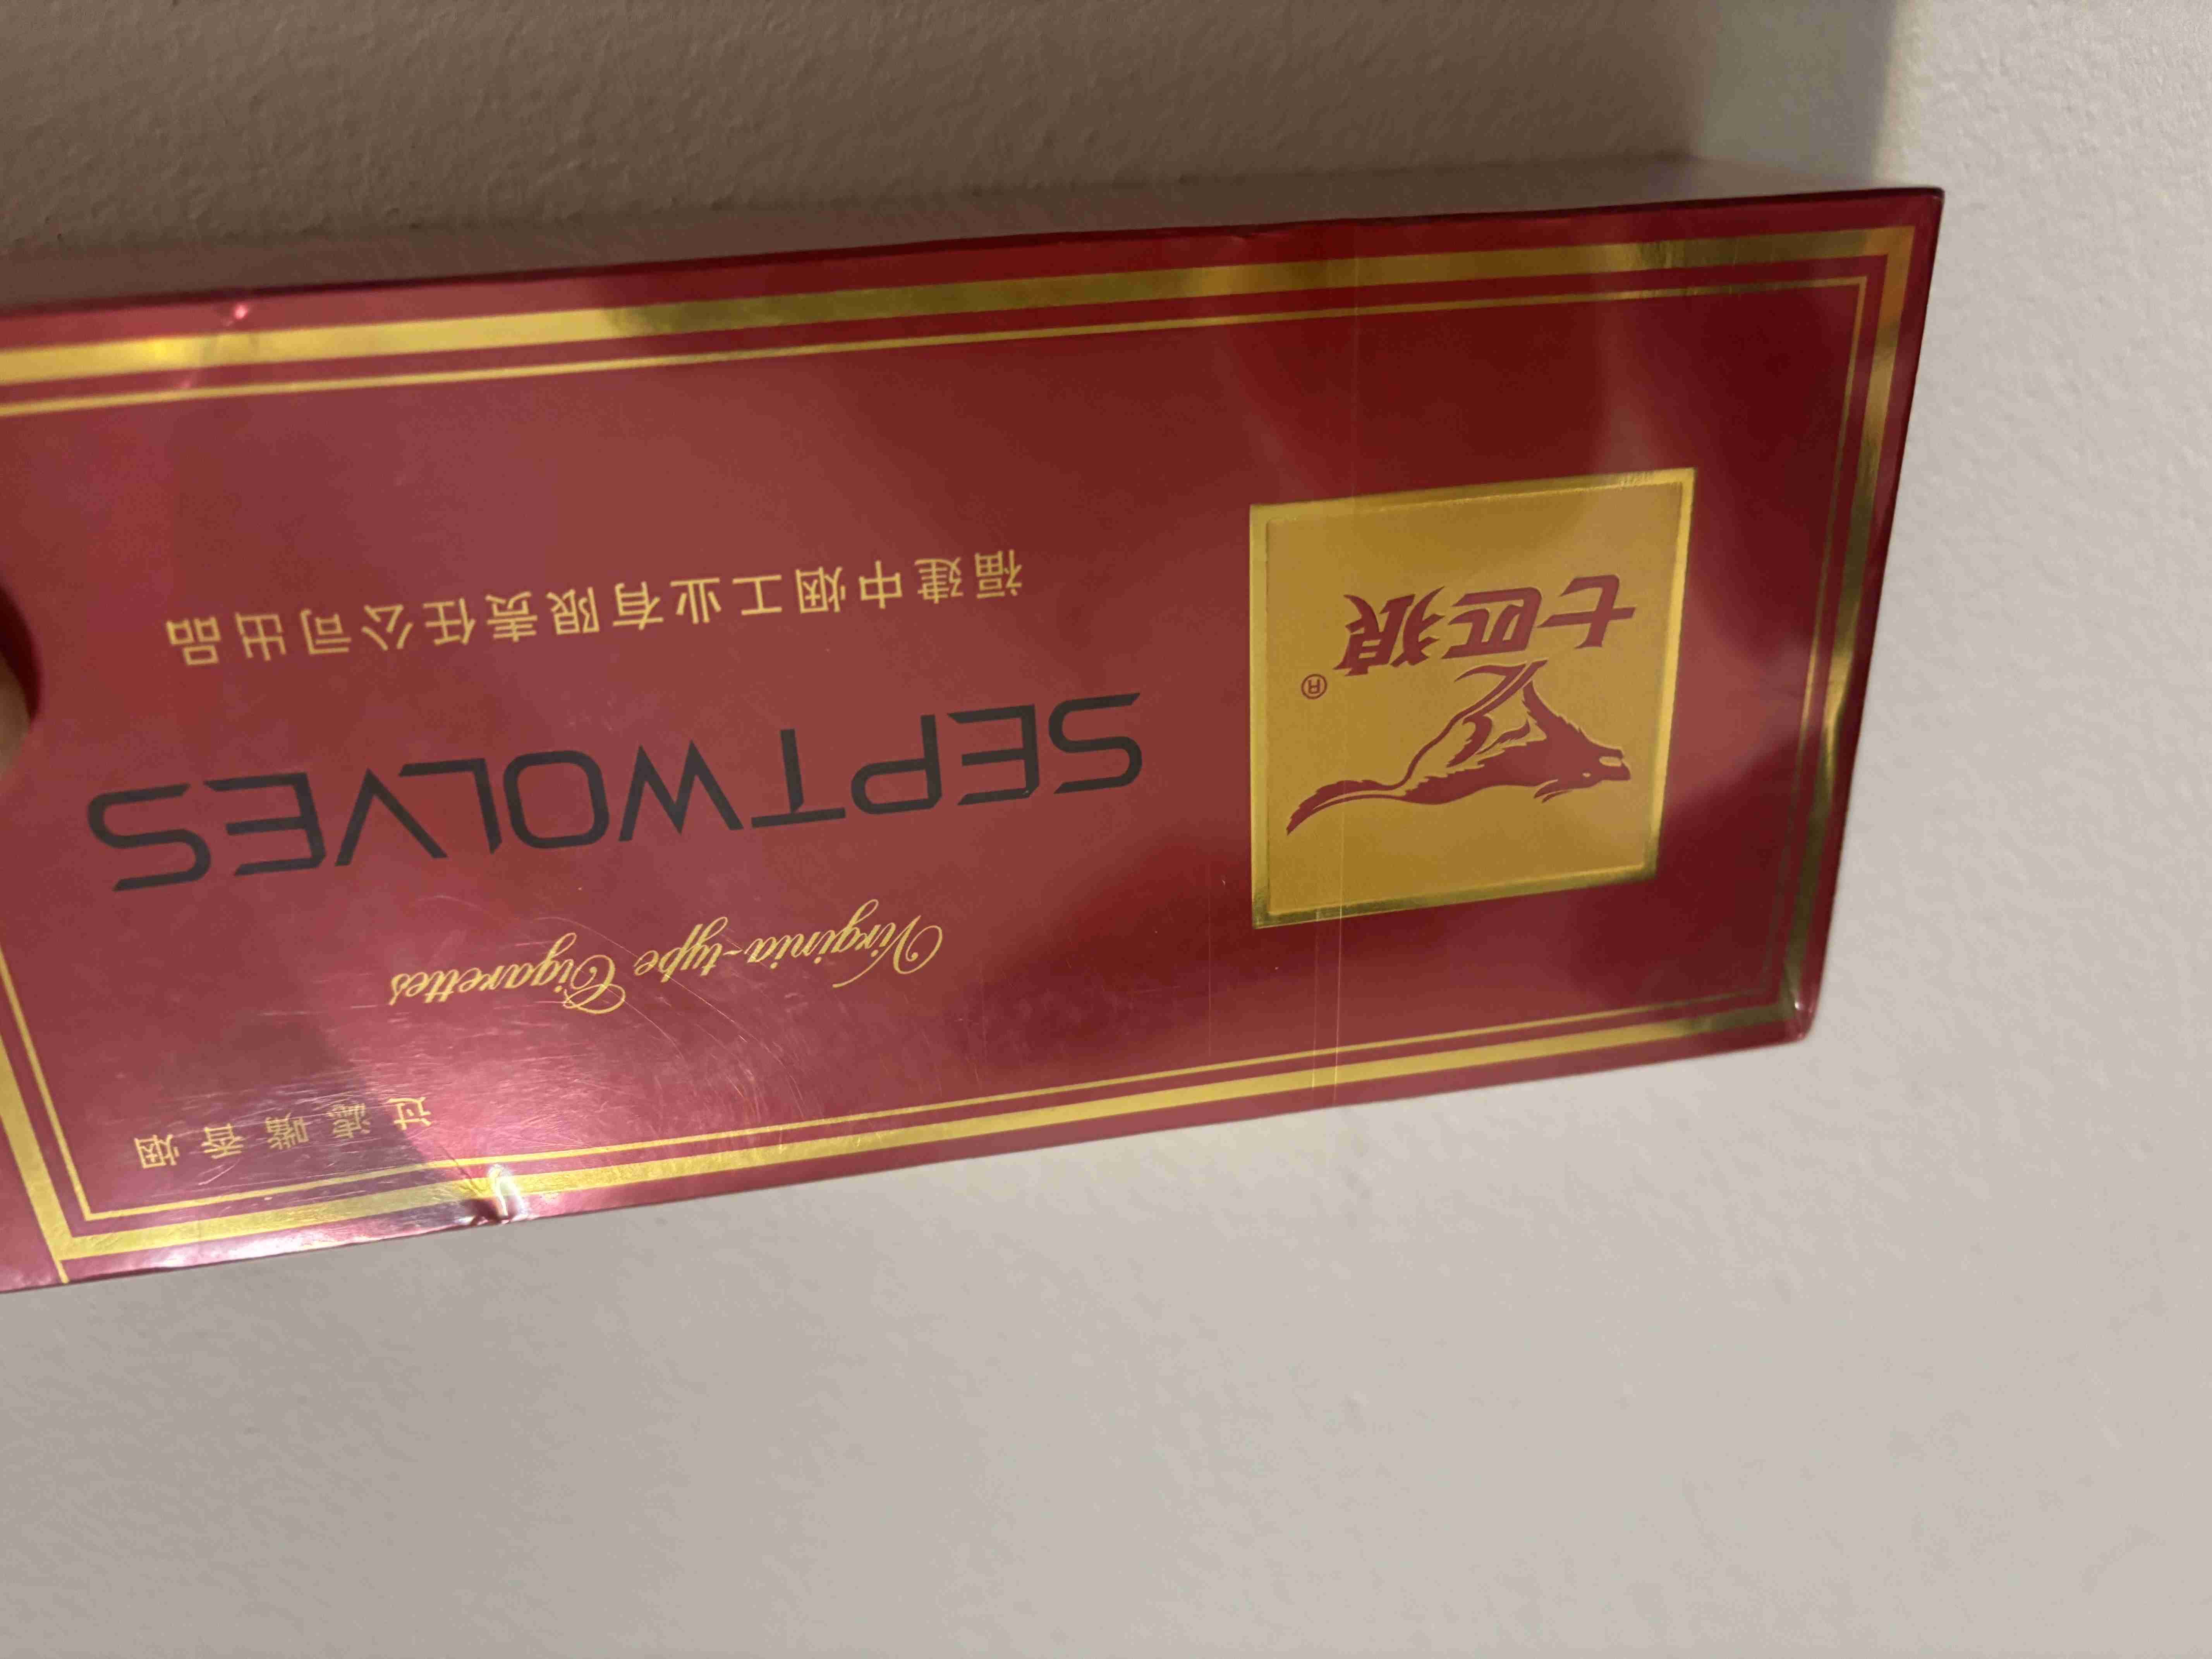 七匹狼
®
过滤嘴香烟
Virginia-type Cigarettes
SEPTWOLVES
福建中烟工业有限责任公司出品